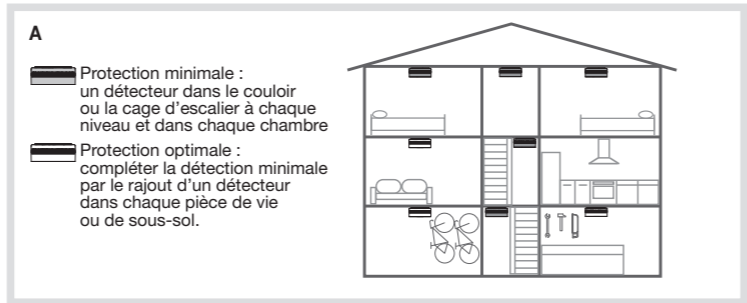 A
Protection minimale :
un détecteur dans le couloir
ou la cage d’escalier à chaque
niveau et dans chaque chambre
Protection optimale :
compléter la détection minimale
par le rajout d’un détecteur
dans chaque pièce de vie
ou de sous-sol.